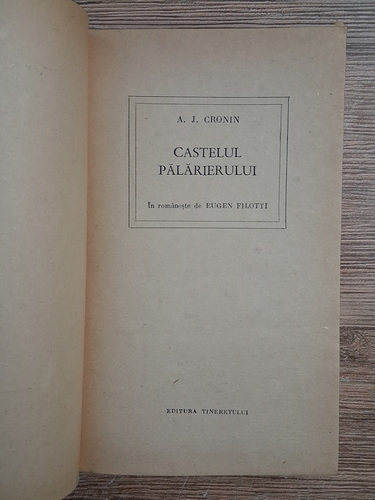 A. J. CRONIN
CASTELUL
PĂLĂRIERULUI
În românește de EUGEN FILOTTI
EDITURA TINERETULUI